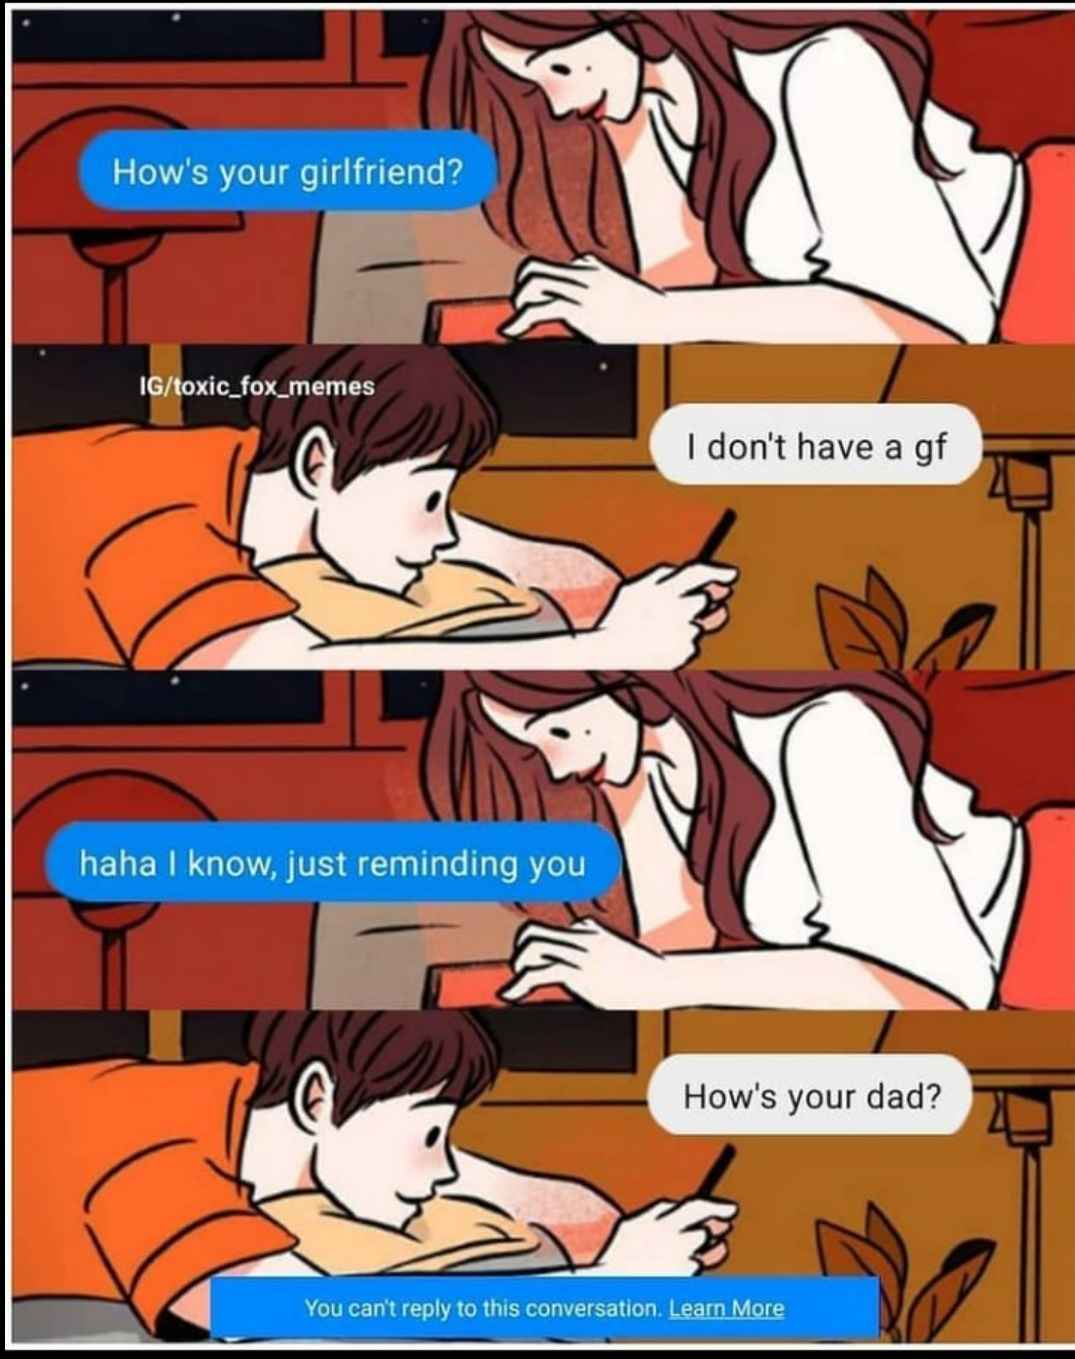 How's your girlfriend?
IG/toxic_fox_memes
I don't have a gf
haha I know, just reminding you
How's your dad?
You can't reply to this conversation. Learn More